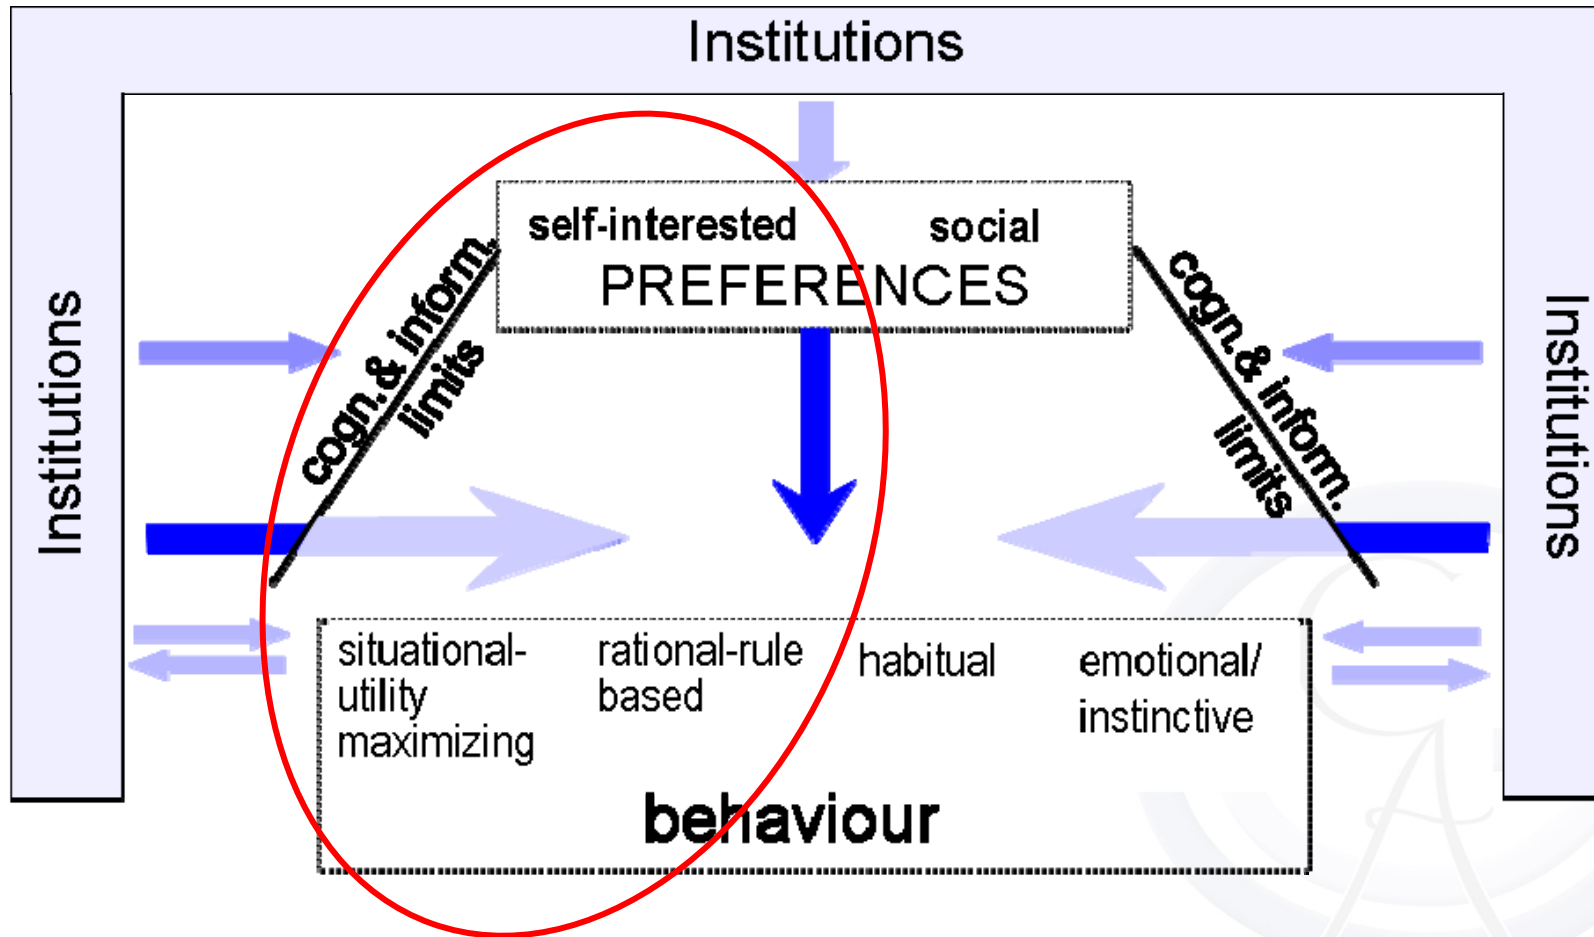 Institutions
Institutions
Institutions
self-interested social
PREFERENCES
cogn.& inform.
limits
cogn.& inform.
limits
situational-
utility
maximizing
rational-rule
based
habitual
emotional/
instinctive
behaviour